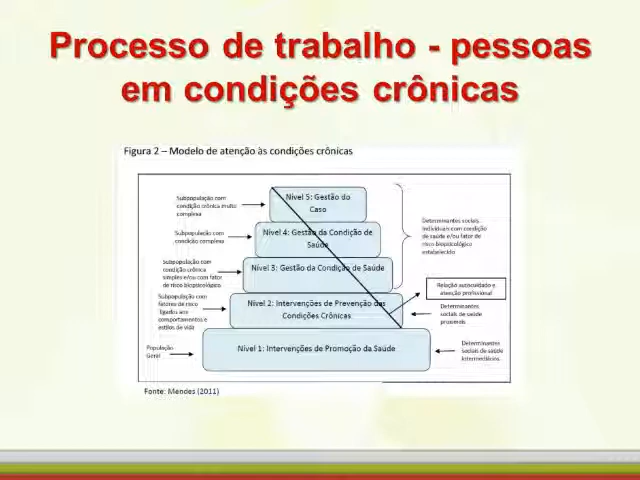 Processo de trabalho - pessoas
em condições crônicas
Figura 2 – Modelo de atenção às condições crônicas
Subpopulação com
condição crônica muito
complexa
Nível 5: Gestão do
Caso
Subpopulação com
condição complexa
Nível 4: Gestão da Condição de
Saúde
Determinantes sociais
individuais com condição
de saúde e/ou fator de
risco biopsicológico
estabelecido
Subpopulação com
condição crônica
simples e/ou com fator
de risco biopsicológico
Nível 3: Gestão da Condição de Saúde
Relação autocuidado e
atenção profissional
Subpopulação com
fatores de risco
ligados aos
comportamentos e
estilos de vida
Nível 2: Intervenções de Prevenção das
Condições Crônicas
Determinantes
sociais de saúde
proximais
População
Geral
Nível 1: Intervenções de Promoção da Saúde
Determinantes
sociais de saúde
intermediários
Fonte: Mendes (2011)